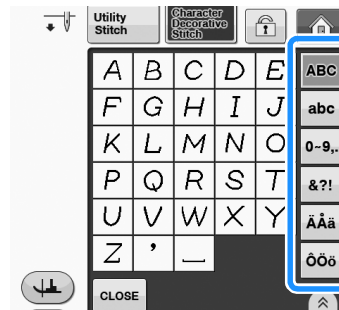 Utility Stitch
Character Decorative Stitch
A B C D E
ABC
F G H I J
abc
K L M N O
0~9,.
P Q R S T
&?!
U V W X Y
ÄÅä
Z ’ _
ÔÖö
CLOSE